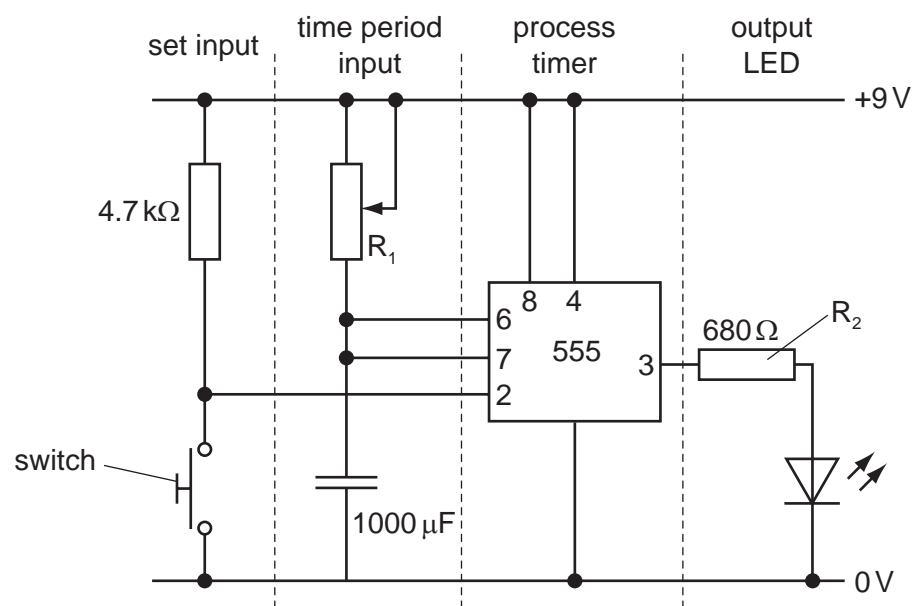 set input
time period
input
process
timer
output
LED
+9 V
4.7 kΩ
R1
8 4
6
555
7
3
2
680 Ω
R2
switch
1000 μF
0 V